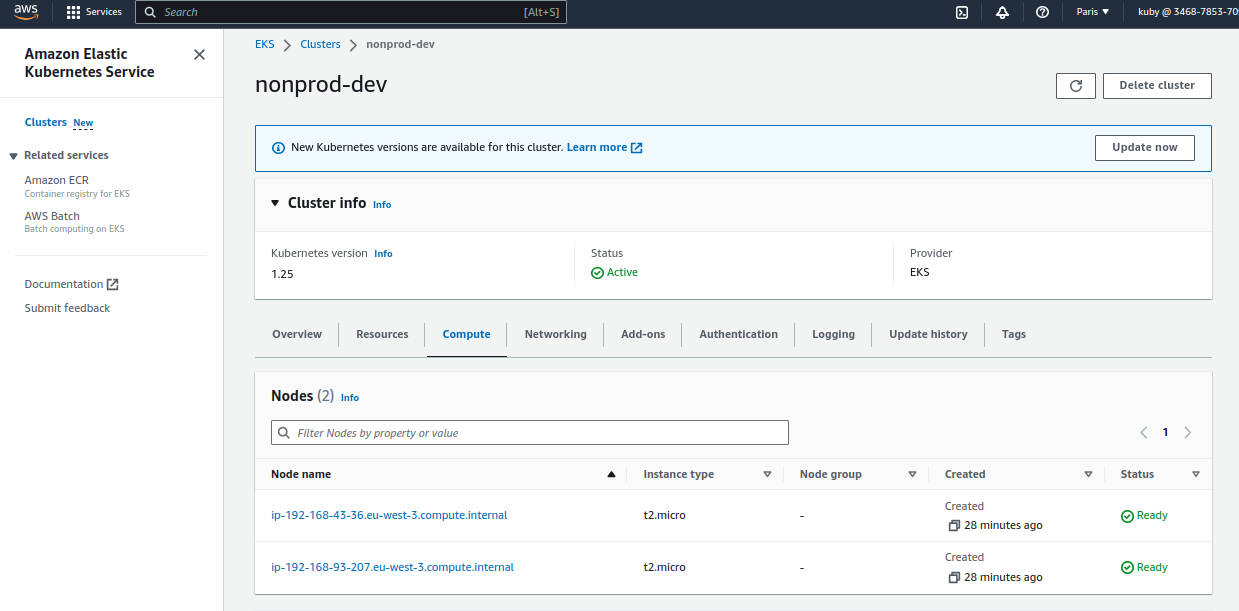 aws
Services
Search
[Alt+S]
Paris
kuby @ 3468-7853-
Amazon Elastic
Kubernetes Service
Clusters New
Related services
Amazon ECR
Container registry for EKS
AWS Batch
Batch computing on EKS
Documentation
Submit feedback
EKS
Clusters
nonprod-dev
nonprod-dev
Delete cluster
New Kubernetes versions are available for this cluster. Learn more
Update now
Cluster info Info
Kubernetes version Info
1.25
Status
Active
Provider
EKS
Overview
Resources
Compute
Networking
Add-ons
Authentication
Logging
Update history
Tags
Nodes (2) Info
Filter Nodes by property or value
1
Node name
Instance type
Node group
Created
Status
ip-192-168-43-36.eu-west-3.compute.internal
t2.micro
-
Created
28 minutes ago
Ready
ip-192-168-93-207.eu-west-3.compute.internal
t2.micro
-
Created
28 minutes ago
Ready